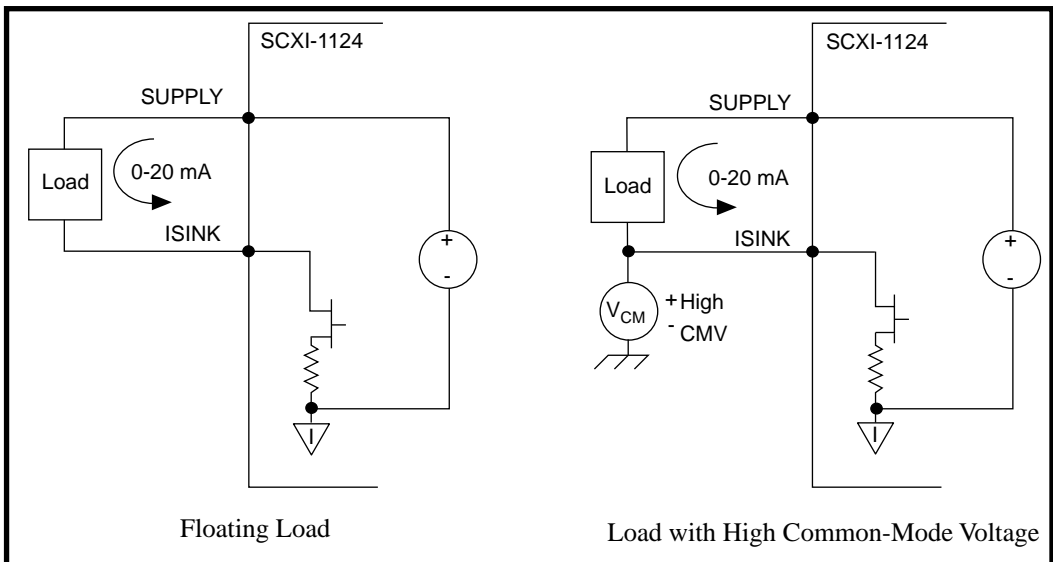 SCXI-1124
SUPPLY
Load
0-20 mA
ISINK
+
-
I
Floating Load
SCXI-1124
SUPPLY
Load
0-20 mA
ISINK
+
-
VCM
+High
- CMV
I
Load with High Common-Mode Voltage